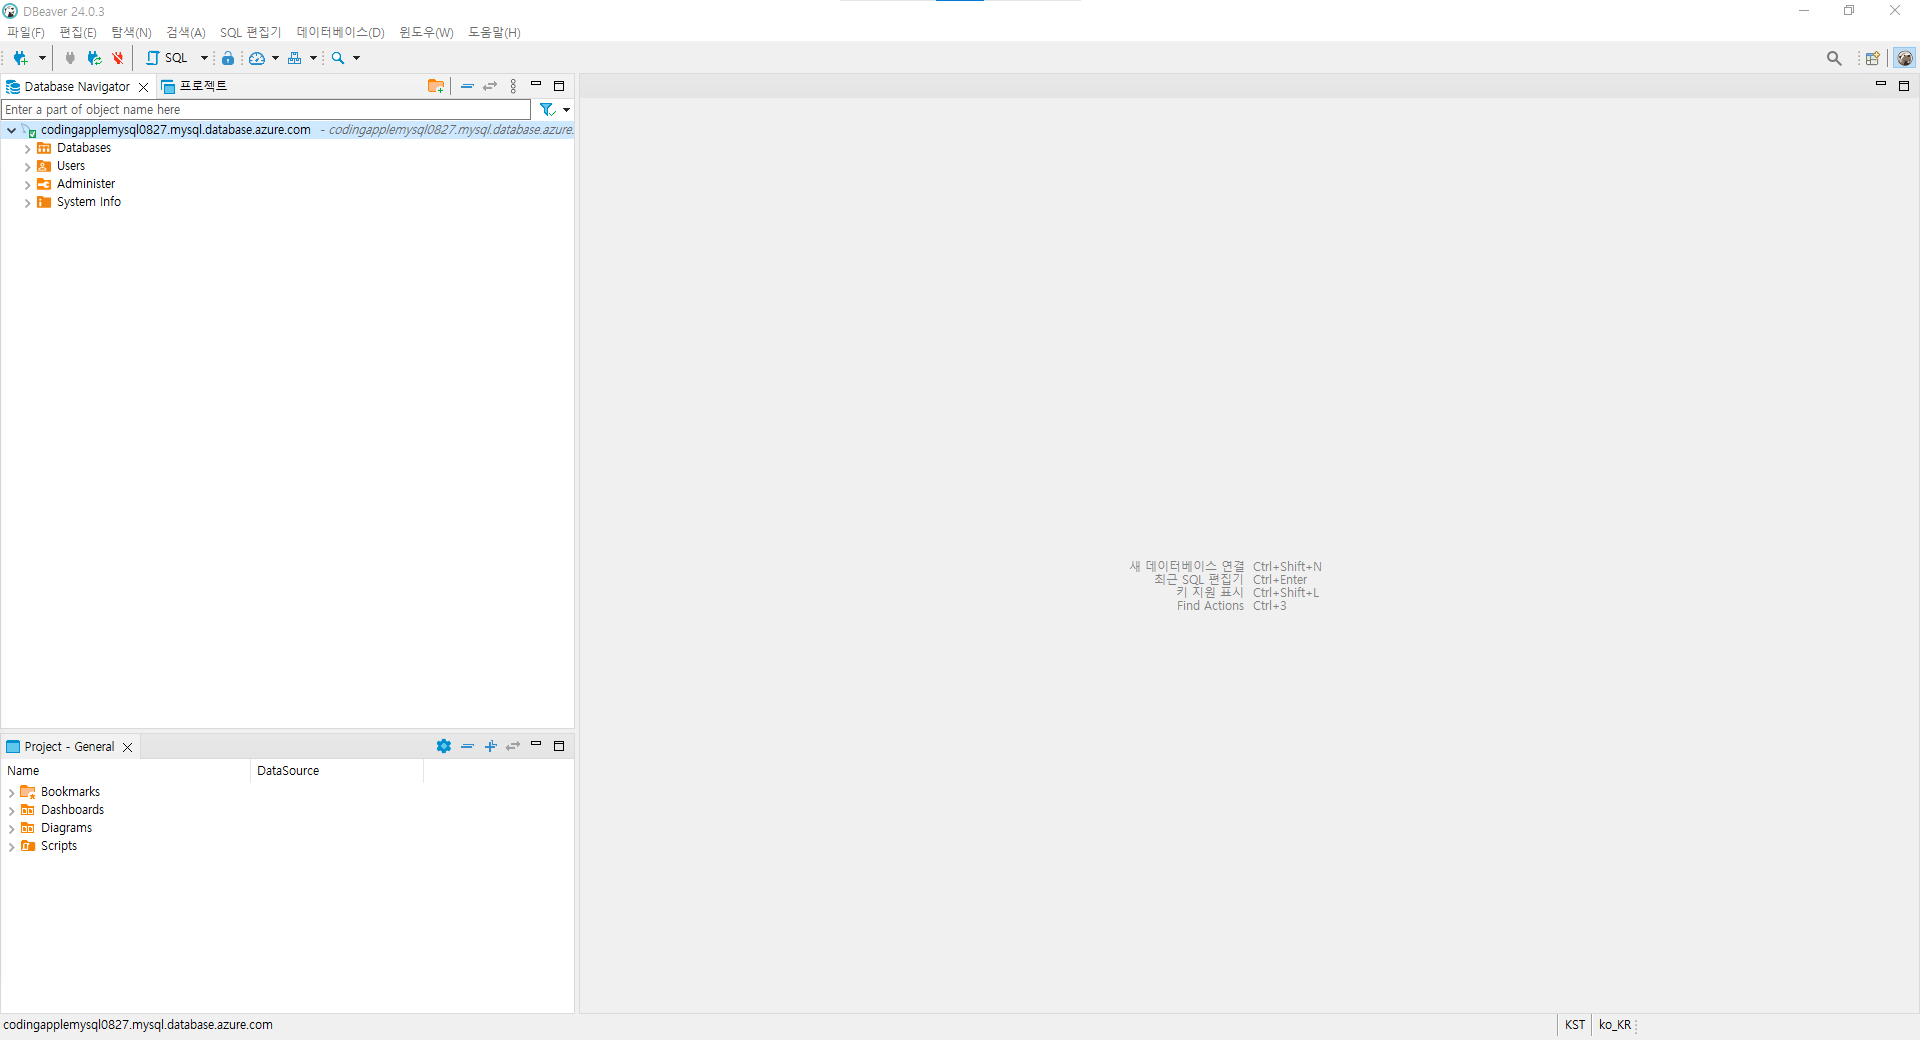 DBeaver 24.0.3
파일(F) 편집(E) 탐색(N) 검색(A) SQL 편집기 데이터베이스(D) 윈도우(W) 도움말(H)
SQL
Database Navigator 프로젝트
Enter a part of object name here
codingapplemysql0827.mysql.database.azure.com - codingapplemysql0827.mysql.database.azure.
Databases
Users
Administer
System Info
새 데이터베이스 연결 Ctrl+Shift+N
최근 SQL 편집기 Ctrl+Enter
키 지원 표시 Ctrl+Shift+L
Find Actions Ctrl+3
Project - General
Name DataSource
Bookmarks
Dashboards
Diagrams
Scripts
codingapplemysql0827.mysql.database.azure.com KST ko_KR